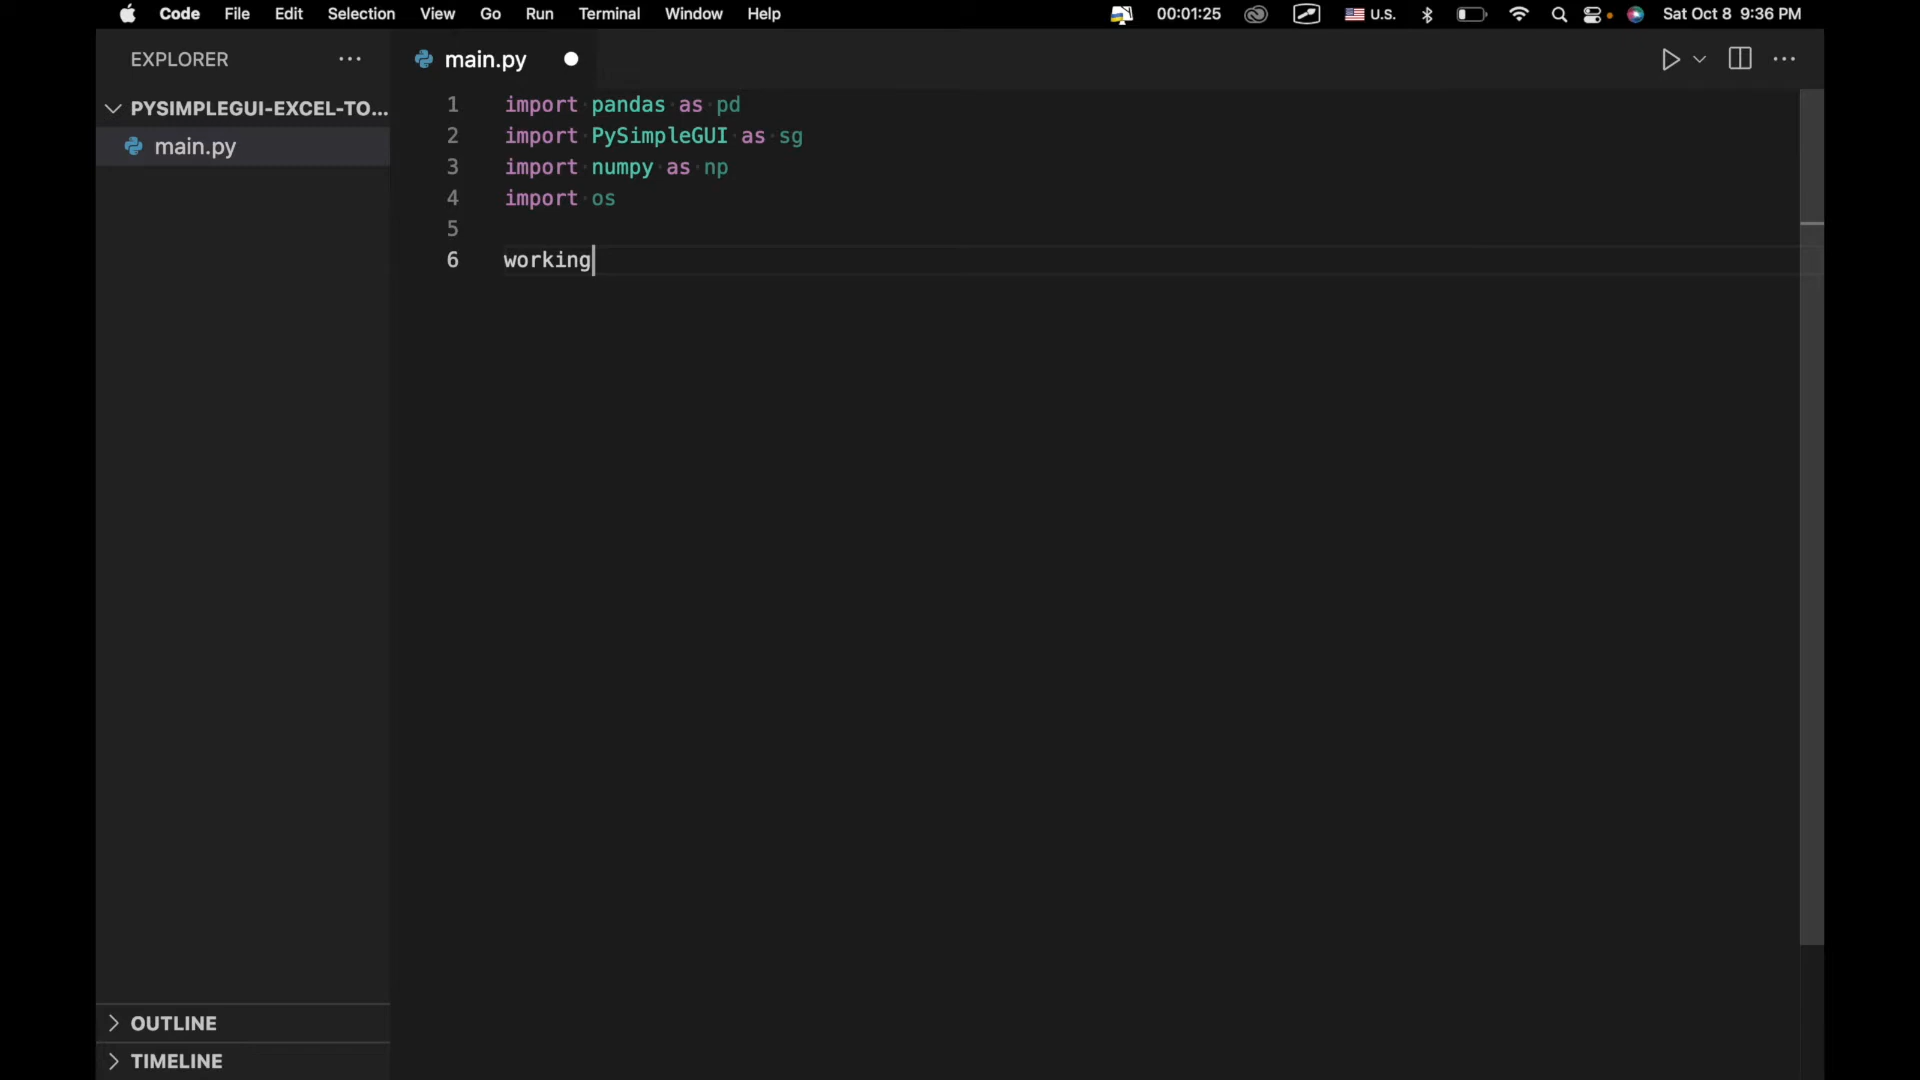 Code File Edit Selection View Go Run Terminal Window Help 00:01:25 U.S. Sat Oct 8 9:36 PM
EXPLORER ··· main.py ···
PYSIMPLEGUI-EXCEL-TO...
main.py
1 import pandas as pd
2 import PySimpleGUI as sg
3 import numpy as np
4 import os
5
6 working
OUTLINE
TIMELINE